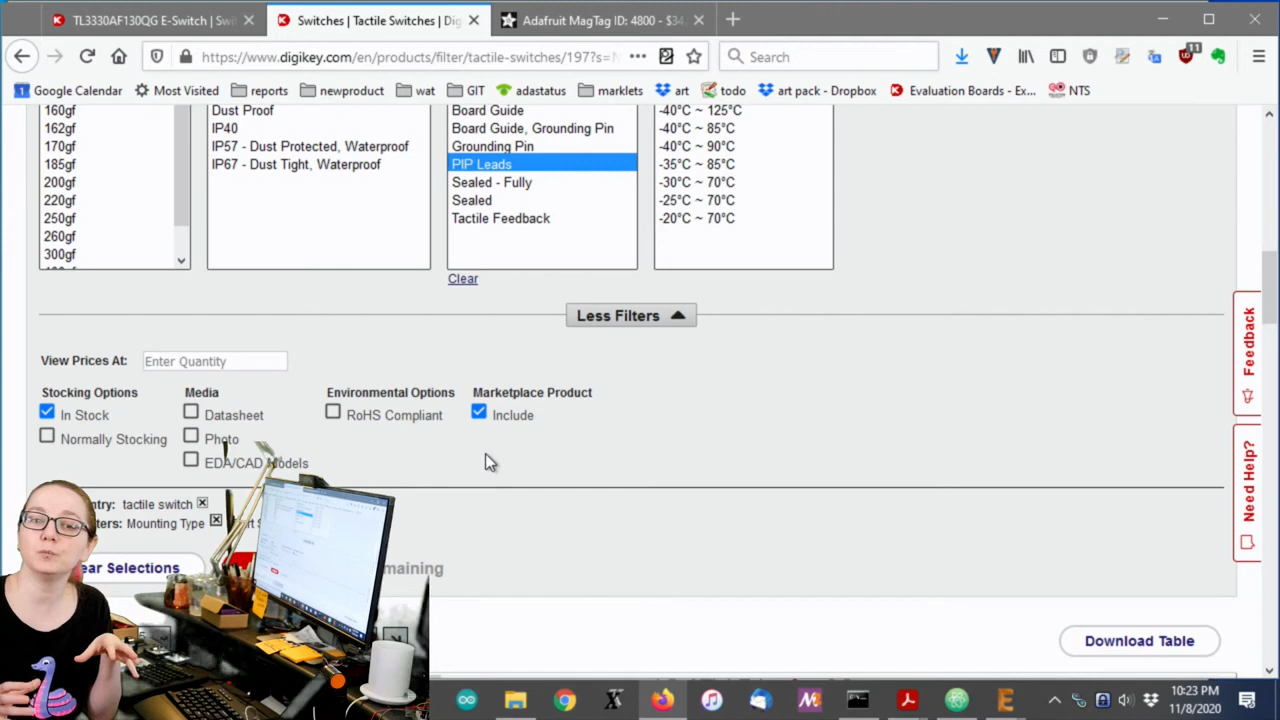 TL3330AF130QG E-Switch | Swi
Switches | Tactile Switches | Dig
Adafruit MagTag ID: 4800 - $34.
https://www.digikey.com/en/products/filter/tactile-switches/197?s=
Search
11
Google Calendar
Most Visited
reports
newproduct
wat
GIT
adastatus
marklets
art
todo
art pack - Dropbox
Evaluation Boards - Ex...
NTS
160gf
162gf
170gf
185gf
200gf
220gf
250gf
260gf
300gf
Dust Proof
IP40
IP57 - Dust Protected, Waterproof
IP67 - Dust Tight, Waterproof
Board Guide
Board Guide, Grounding Pin
Grounding Pin
PIP Leads
Sealed - Fully
Sealed
Tactile Feedback
Clear
-40°C ~ 125°C
-40°C ~ 85°C
-40°C ~ 90°C
-35°C ~ 85°C
-30°C ~ 70°C
-25°C ~ 70°C
-20°C ~ 70°C
Less Filters
View Prices At:
Enter Quantity
Stocking Options
In Stock
Normally Stocking
Media
Datasheet
Photo
EDA/CAD Models
Environmental Options
RoHS Compliant
Marketplace Product
Include
Feedback
Need Help?
ntry: tactile switch
ters: Mounting Type
ear Selections
maining
Download Table
10:23 PM
11/8/2020